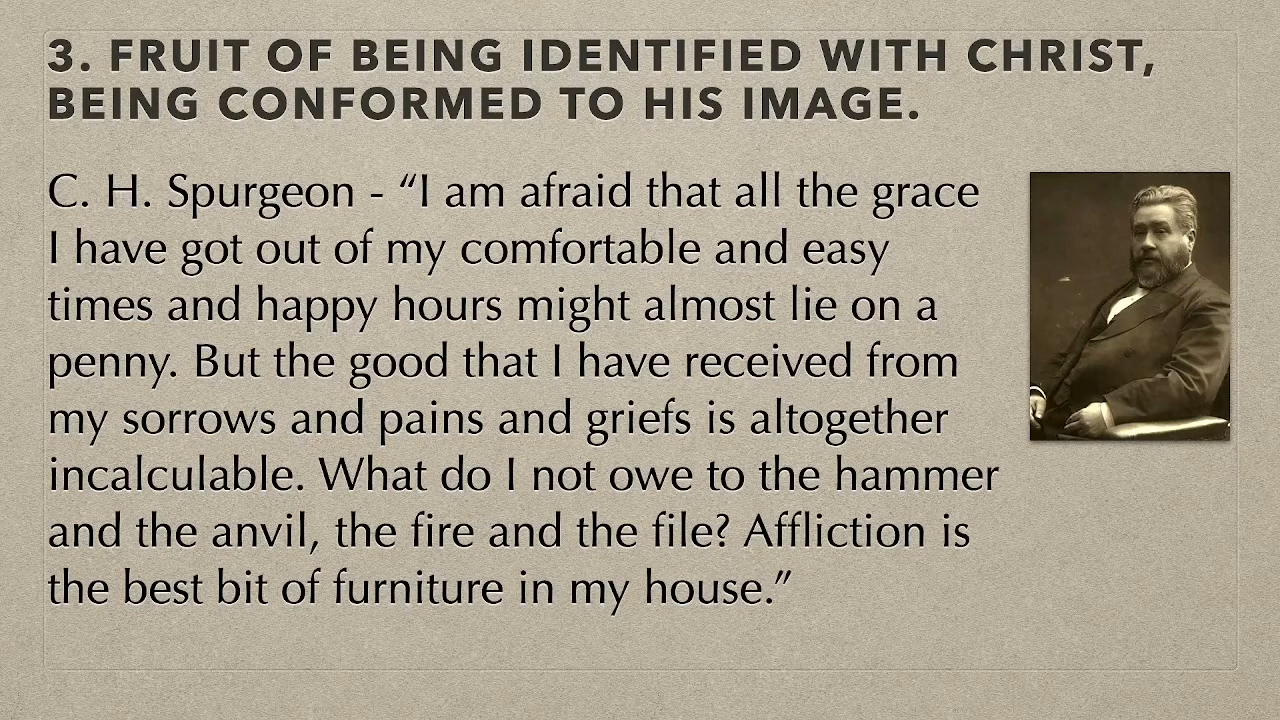 3. FRUIT OF BEING IDENTIFIED WITH CHRIST,
BEING CONFORMED TO HIS IMAGE.
C. H. Spurgeon - “I am afraid that all the grace
I have got out of my comfortable and easy
times and happy hours might almost lie on a
penny. But the good that I have received from
my sorrows and pains and griefs is altogether
incalculable. What do I not owe to the hammer
and the anvil, the fire and the file? Affliction is
the best bit of furniture in my house.”